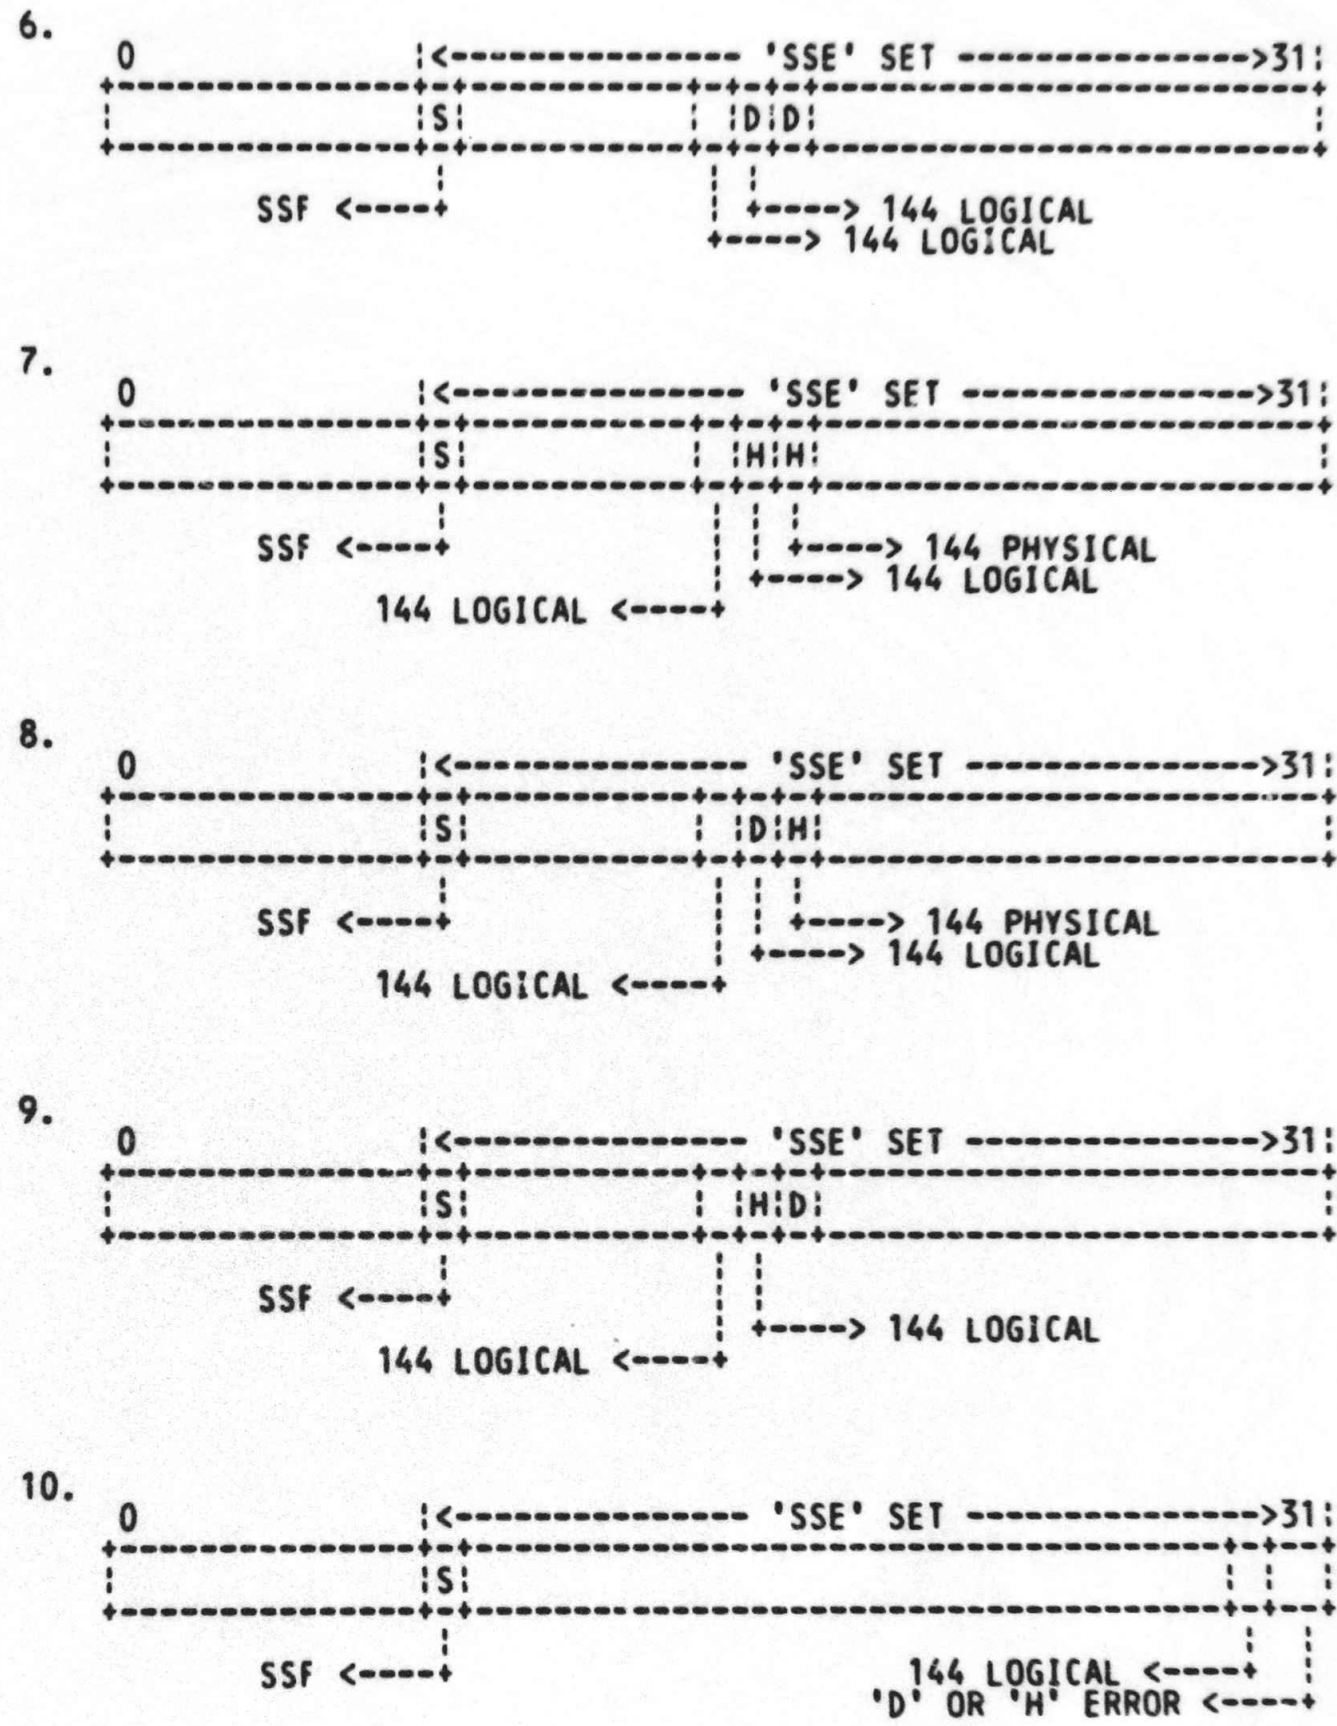 6.
0 |<--------------- 'SSE' SET --------------->31|
|S| | |D|D|
SSF <----+ +----> 144 LOGICAL
+----> 144 LOGICAL
7.
0 |<--------------- 'SSE' SET --------------->31|
|S| | |H|H|
SSF <----+ +----> 144 PHYSICAL
+----> 144 LOGICAL
144 LOGICAL <----+
8.
0 |<--------------- 'SSE' SET --------------->31|
|S| | |D|H|
SSF <----+ +----> 144 PHYSICAL
+----> 144 LOGICAL
144 LOGICAL <----+
9.
0 |<--------------- 'SSE' SET --------------->31|
|S| | |H|D|
SSF <----+
+----> 144 LOGICAL
144 LOGICAL <----+
10.
0 |<--------------- 'SSE' SET --------------->31|
|S| | | |
SSF <----+ 144 LOGICAL <----+
'D' OR 'H' ERROR <----+